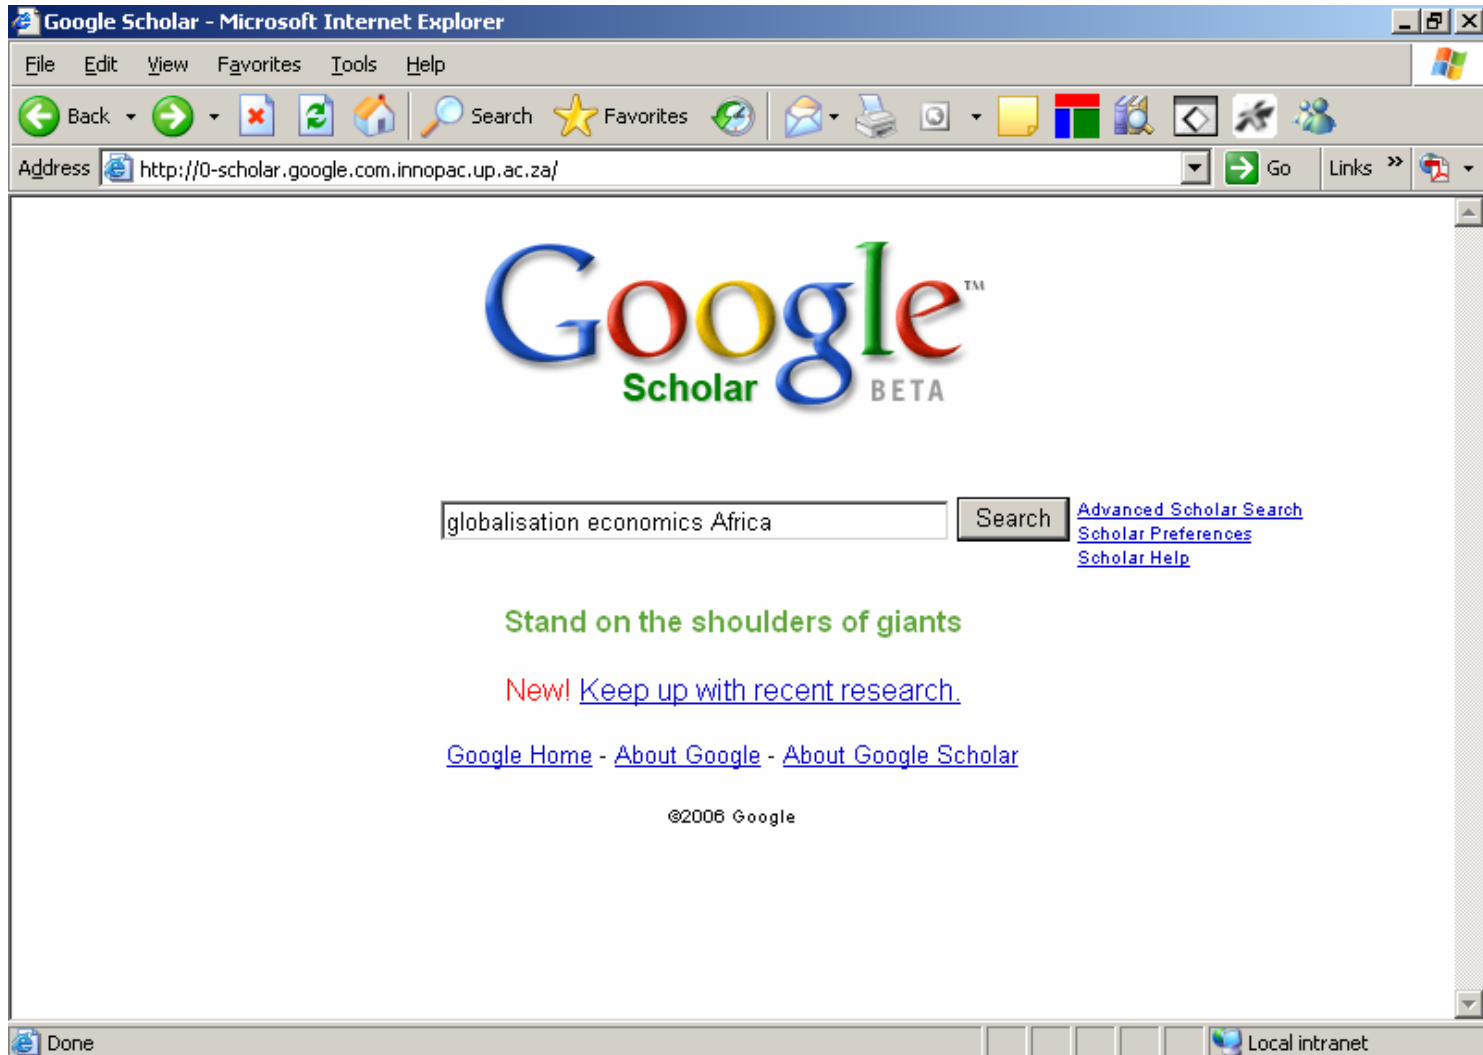 Google Scholar - Microsoft Internet Explorer
File Edit View Favorites Tools Help
Back Search Favorites
Address http://0-scholar.google.com.innopac.up.ac.za/ Go Links »
Google™
Scholar BETA
globalisation economics Africa Search Advanced Scholar Search
Scholar Preferences
Scholar Help
Stand on the shoulders of giants
New! Keep up with recent research.
Google Home - About Google - About Google Scholar
©2006 Google
Done Local intranet